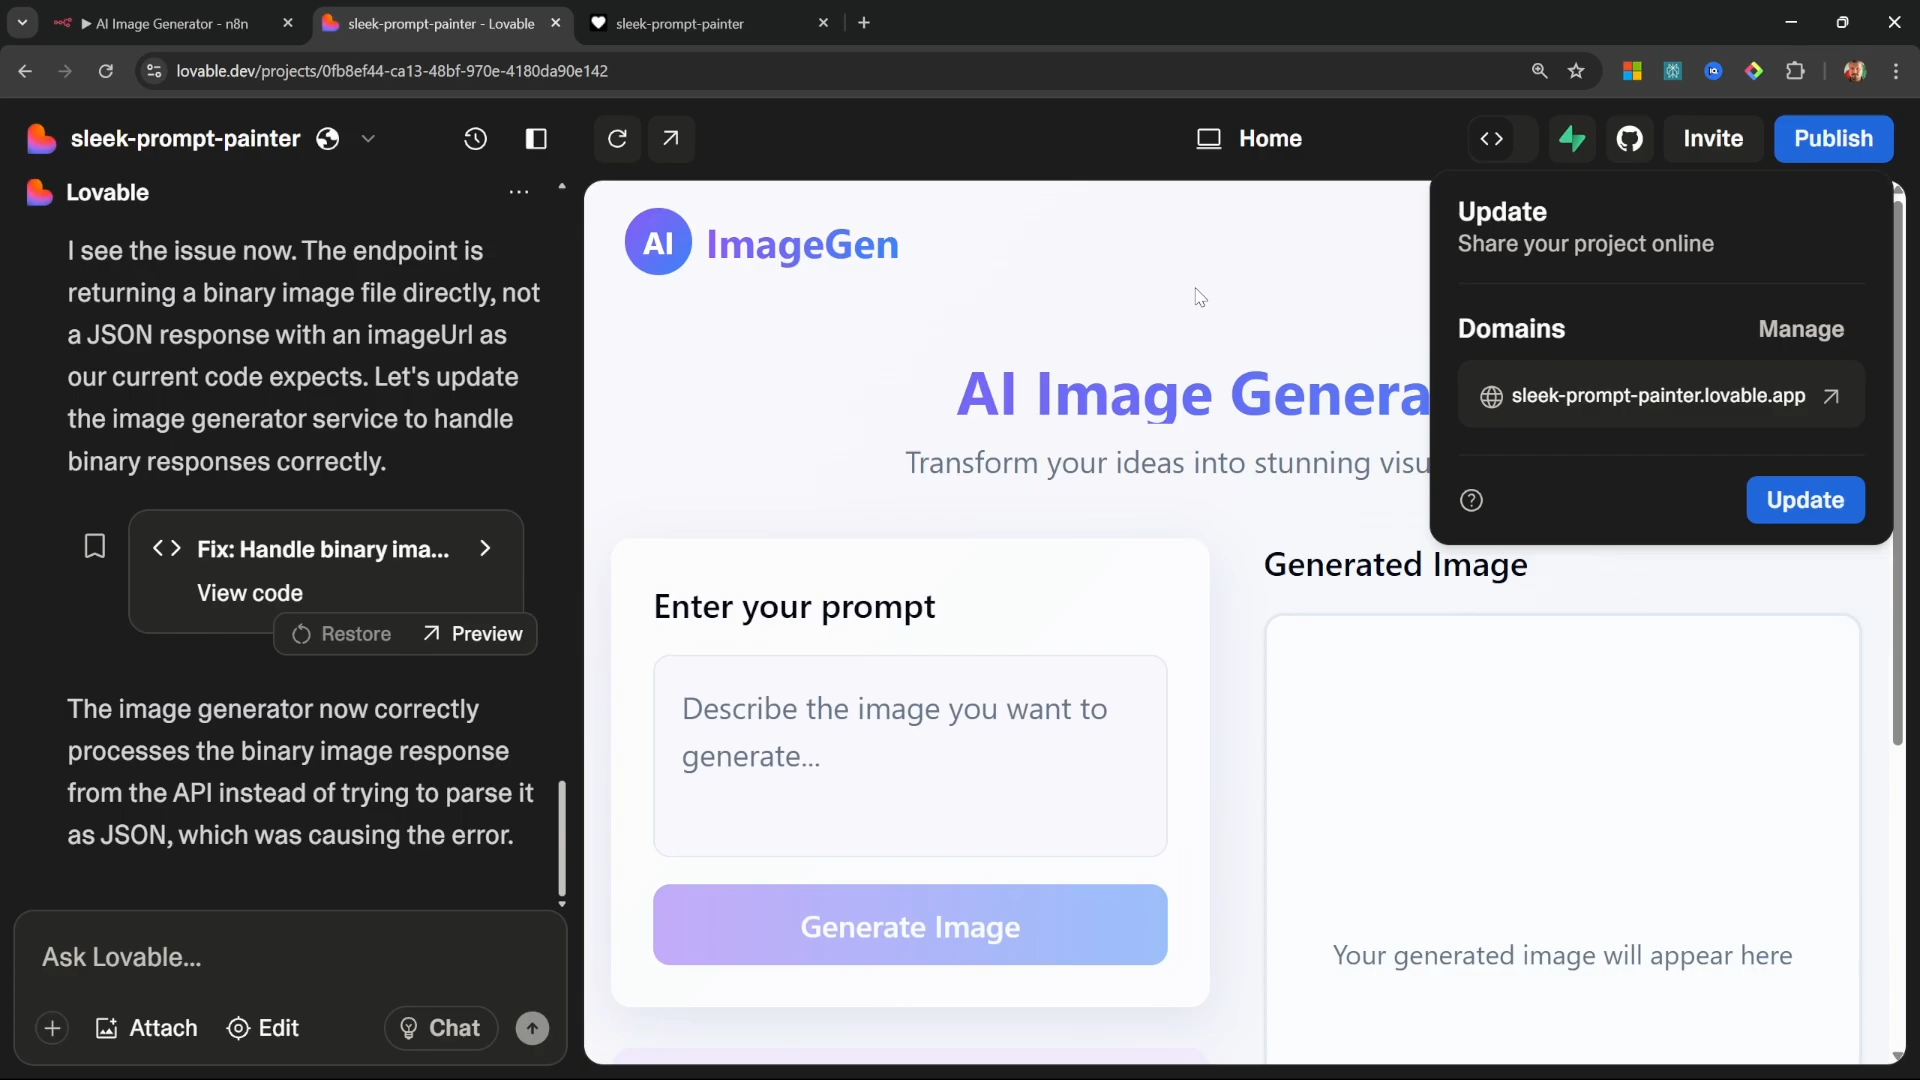 AI Image Generator - n8n
sleek-prompt-painter - Lovable
sleek-prompt-painter
lovable.dev/projects/0fb8ef44-ca13-48bf-970e-4180da90e142
sleek-prompt-painter
Home
Invite
Publish
Lovable
I see the issue now. The endpoint is
returning a binary image file directly, not
a JSON response with an imageUrl as
our current code expects. Let's update
the image generator service to handle
binary responses correctly.
Fix: Handle binary ima...
View code
Restore
Preview
The image generator now correctly
processes the binary image response
from the API instead of trying to parse it
as JSON, which was causing the error.
Ask Lovable...
Attach
Edit
Chat
AI
ImageGen
AI Image Genera
Transform your ideas into stunning visu
Enter your prompt
Describe the image you want to
generate...
Generate Image
Generated Image
Your generated image will appear here
Update
Share your project online
Domains
Manage
sleek-prompt-painter.lovable.app
Update